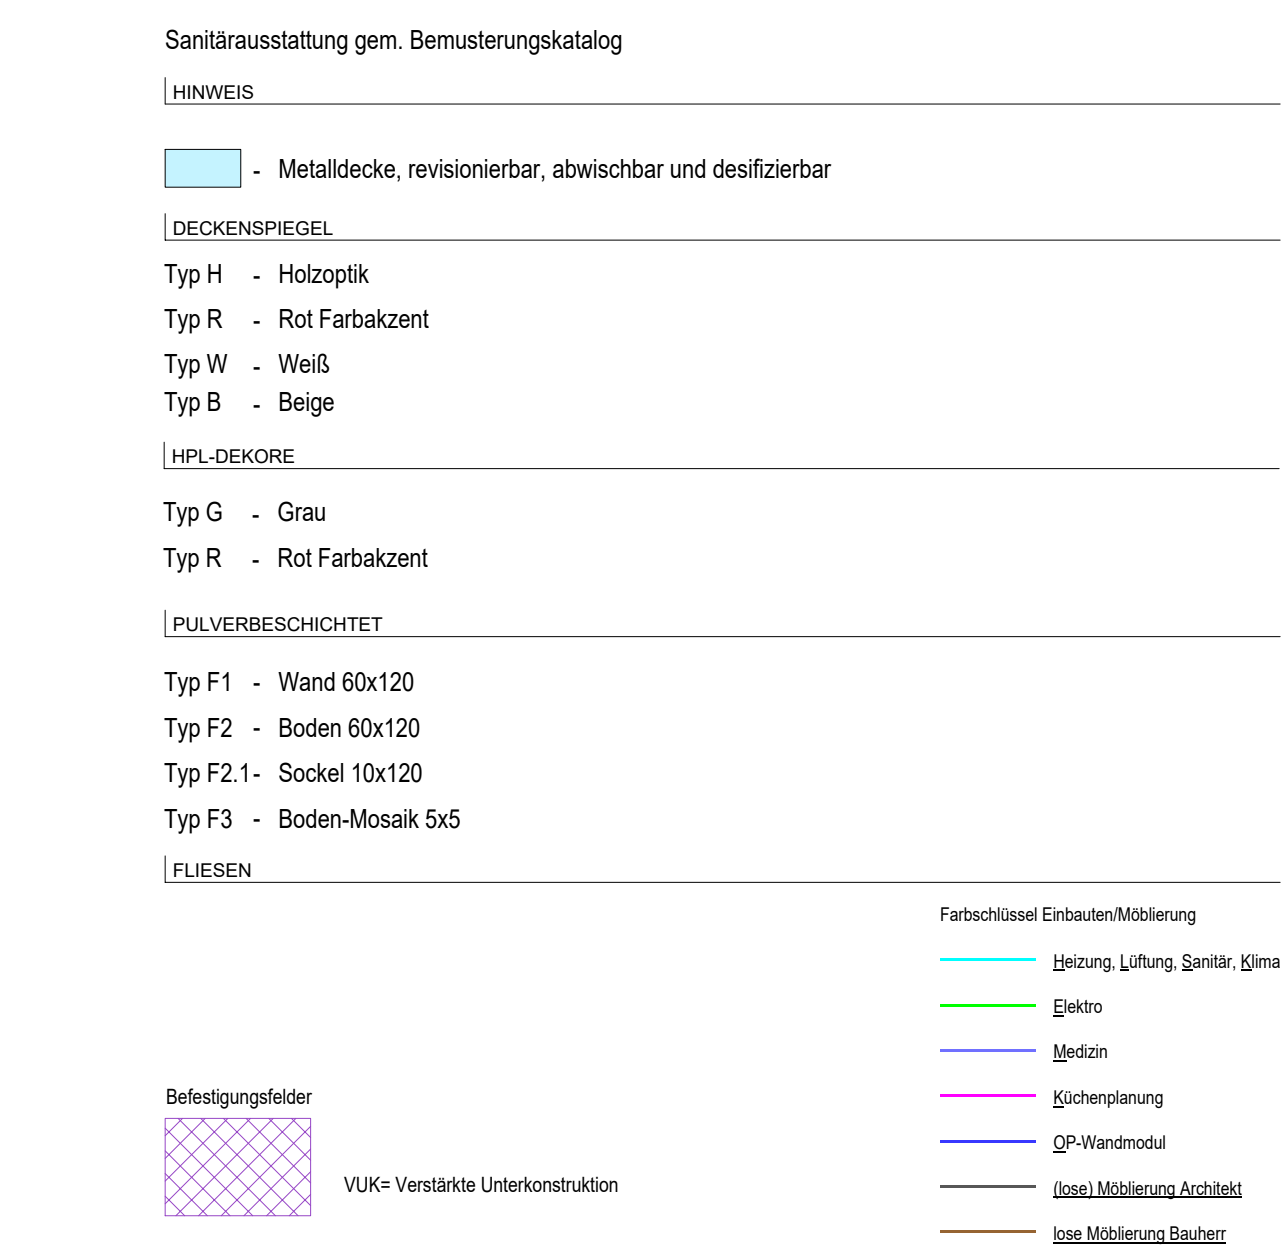 Sanitärausstattung gem. Bemusterungskatalog
HINWEIS
- Metalldecke, revisionierbar, abwischbar und desifizierbar
DECKENSPIEGEL
Typ H - Holzoptik
Typ R - Rot Farbakzent
Typ W - Weiß
Typ B - Beige
HPL-DEKORE
Typ G - Grau
Typ R - Rot Farbakzent
PULVERBESCHICHTET
Typ F1 - Wand 60x120
Typ F2 - Boden 60x120
Typ F2.1- Sockel 10x120
Typ F3 - Boden-Mosaik 5x5
FLIESEN
Farbschlüssel Einbauten/Möblierung
Heizung, Lüftung, Sanitär, Klima
Elektro
Medizin
Küchenplanung
OP-Wandmodul
(lose) Möblierung Architekt
lose Möblierung Bauherr
Befestigungsfelder
VUK= Verstärkte Unterkonstruktion